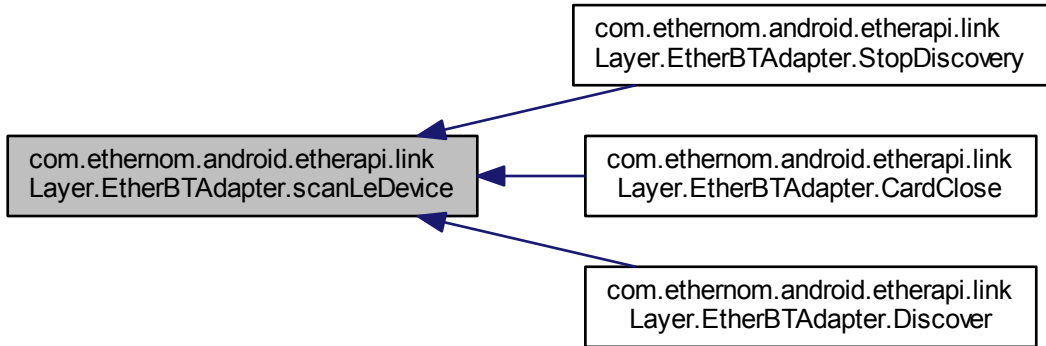 com.ethernom.android.etherapi.link
Layer.EtherBTAdapter.StopDiscovery
com.ethernom.android.etherapi.link
Layer.EtherBTAdapter.scanLeDevice
com.ethernom.android.etherapi.link
Layer.EtherBTAdapter.CardClose
com.ethernom.android.etherapi.link
Layer.EtherBTAdapter.Discover